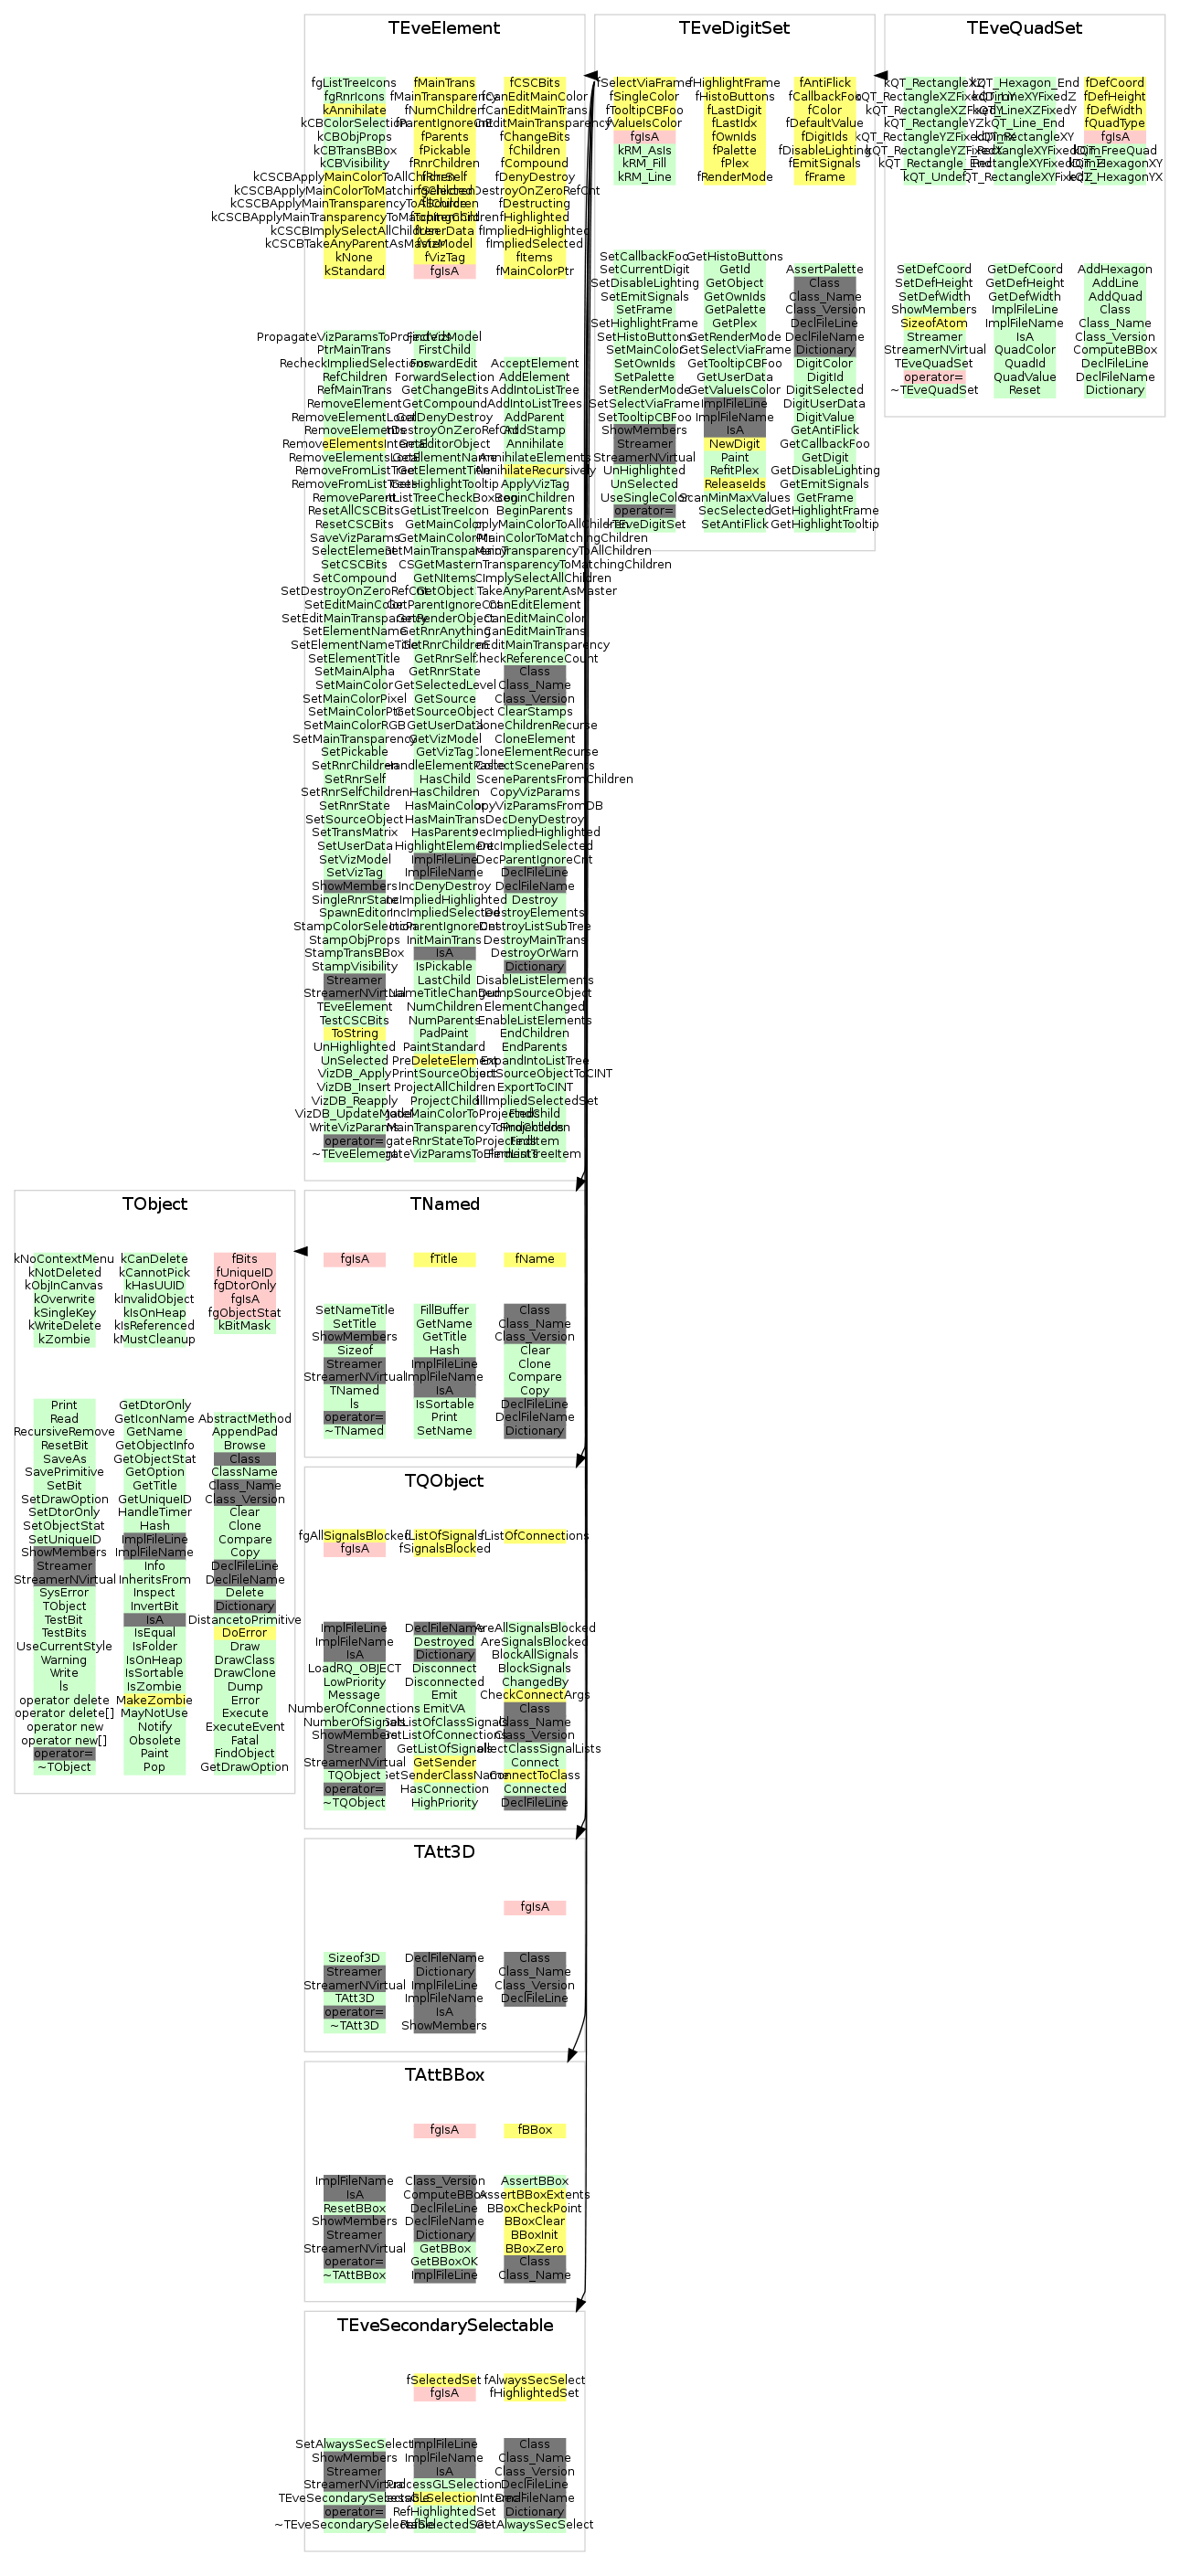 TEveElement
fgListTreeIcons
fgRnrIcons
kAnnihilate
kCBColorSelection
kCBObjProps
kCBTransBBox
kCBVisibility
kCSCBApplyMainColorToAllChildren
kCSCBApplyMainColorToMatchingChildren
kCSCBApplyMainTransparencyToAllChildren
kCSCBApplyMainTransparencyToMatchingChildren
kCSCBImplySelectAllChildren
kCSCBTakeAnyParentAsMaster
kNone
kStandard
fMainTrans
fMainTransparency
fNumChildren
fParentIgnoreCnt
fParents
fPickable
fRnrChildren
fRnrSelf
fSelected
fSource
fTopItemCnt
fUserData
fVizModel
fVizTag
fgIsA
fCSCBits
fCanEditMainColor
fCanEditMainTrans
fCanEditMainTransparency
fChangeBits
fChildren
fCompound
fDenyDestroy
fDestroyOnZeroRefCnt
fDestructing
fHighlighted
fImpliedHighlighted
fImpliedSelected
fItems
fMainColorPtr
PropagateVizParamsToProjecteds
PtrMainTrans
RecheckImpliedSelections
RefChildren
RefMainTrans
RemoveElement
RemoveElementLocal
RemoveElements
RemoveElementsInternal
RemoveElementsLocal
RemoveFromListTree
RemoveFromListTrees
RemoveParent
ResetAllCSCBits
ResetCSCBits
SaveVizParams
SelectElement
SetCSCBits
SetCompound
SetDestroyOnZeroRefCnt
SetEditMainColor
SetEditMainTransparency
SetElementName
SetElementNameTitle
SetElementTitle
SetMainAlpha
SetMainColor
SetMainColorPixel
SetMainColorPtr
SetMainColorRGB
SetMainTransparency
SetPickable
SetRnrChildren
SetRnrSelf
SetRnrSelfChildren
SetRnrState
SetSourceObject
SetTransMatrix
SetUserData
SetVizModel
SetVizTag
ShowMembers
SingleRnrState
SpawnEditor
StampColorSelection
StampObjProps
StampTransBBox
StampVisibility
Streamer
StreamerNVirtual
TEveElement
TestCSCBits
ToString
UnHighlighted
UnSelected
VizDB_Apply
VizDB_Insert
VizDB_Reapply
VizDB_UpdateModel
WriteVizParams
operator=
~TEveElement
FindVizModel
FirstChild
ForwardEdit
ForwardSelection
GetChangeBits
GetCompound
GetDenyDestroy
GetDestroyOnZeroRefCnt
GetEditorObject
GetElementName
GetElementTitle
GetHighlightTooltip
GetListTreeIcon
GetMainColor
GetMainColorPtr
GetMainTransparency
GetMaster
GetNItems
GetObject
GetParentIgnoreCnt
GetRenderObject
GetRnrAnything
GetRnrChildren
GetRnrSelf
GetRnrState
GetSelectedLevel
GetSource
GetSourceObject
GetUserData
GetVizModel
GetVizTag
HandleElementPaste
HasChild
HasChildren
HasMainColor
HasMainTrans
HasParents
HighlightElement
ImplFileLine
ImplFileName
IncDenyDestroy
IncImpliedHighlighted
IncImpliedSelected
IncParentIgnoreCnt
InitMainTrans
IsA
IsPickable
LastChild
NameTitleChanged
NumChildren
NumParents
PadPaint
PaintStandard
PreDeleteElement
PrintSourceObject
ProjectAllChildren
ProjectChild
AcceptElement
AddElement
AddIntoListTree
AddIntoListTrees
AddParent
AddStamp
Annihilate
AnnihilateElements
AnnihilateRecursively
ApplyVizTag
BeginChildren
BeginParents
CanEditElement
CanEditMainColor
CanEditMainTrans
CanEditMainTransparency
CheckReferenceCount
Class
Class_Name
Class_Version
ClearStamps
CloneChildrenRecurse
CloneElement
CloneElementRecurse
CollectSceneParents
CopyVizParams
CopyVizParamsFromDB
DecDenyDestroy
DecImpliedHighlighted
DecImpliedSelected
DecParentIgnoreCnt
DeclFileLine
DeclFileName
Destroy
DestroyElements
DestroyListSubTree
DestroyMainTrans
DestroyOrWarn
Dictionary
DisableListElements
DumpSourceObject
ElementChanged
EnableListElements
EndChildren
EndParents
ExpandIntoListTree
ExportToCINT
FillImpliedSelectedSet
FindChild
FindChildren
FindItem
FindListTreeItem
TEveDigitSet
fSelectViaFrame
fSingleColor
fTooltipCBFoo
fValueIsColor
fgIsA
kRM_AsIs
kRM_Fill
kRM_Line
fHighlightFrame
fHistoButtons
fLastDigit
fLastIdx
fOwnIds
fPalette
fPlex
fRenderMode
fAntiFlick
fCallbackFoo
fColor
fDefaultValue
fDigitIds
fDisableLighting
fEmitSignals
fFrame
SetCallbackFoo
SetCurrentDigit
SetDisableLighting
SetEmitSignals
SetFrame
SetHighlightFrame
SetHistoButtons
SetMainColor
SetOwnIds
SetPalette
SetRenderMode
SetSelectViaFrame
SetTooltipCBFoo
ShowMembers
Streamer
StreamerNVirtual
UnHighlighted
UnSelected
UseSingleColor
operator=
~TEveDigitSet
GetHistoButtons
GetId
GetObject
GetOwnIds
GetPalette
GetPlex
GetRenderMode
GetSelectViaFrame
GetTooltipCBFoo
GetUserData
GetValueIsColor
ImplFileLine
ImplFileName
IsA
NewDigit
Paint
RefitPlex
ReleaseIds
ScanMinMaxValues
SecSelected
SetAntiFlick
AssertPalette
Class
Class_Name
Class_Version
DeclFileLine
DeclFileName
Dictionary
DigitColor
DigitId
DigitSelected
DigitUserData
DigitValue
GetAntiFlick
GetCallbackFoo
GetDigit
GetDisableLighting
GetEmitSignals
GetFrame
GetHighlightFrame
GetHighlightTooltip
TEveQuadSet
kQT_RectangleXZ
kQT_RectangleXZFixedDimY
kQT_RectangleXZFixedY
kQT_RectangleYZ
kQT_RectangleYZFixedDimX
kQT_RectangleYZFixedX
kQT_Rectangle_End
kQT_Undef
kQT_Hexagon_End
kQT_LineXYFixedZ
kQT_LineXZFixedY
kQT_Line_End
kQT_RectangleXY
kQT_RectangleXYFixedDimZ
kQT_RectangleXYFixedZ
fDefCoord
fDefHeight
fDefWidth
fQuadType
fgIsA
kQT_FreeQuad
kQT_HexagonXY
kQT_HexagonYX
SetDefCoord
SetDefHeight
SetDefWidth
ShowMembers
SizeofAtom
Streamer
StreamerNVirtual
TEveQuadSet
operator=
~TEveQuadSet
GetDefCoord
GetDefHeight
GetDefWidth
ImplFileLine
ImplFileName
IsA
QuadColor
QuadId
QuadValue
Reset
AddHexagon
AddLine
AddQuad
Class
Class_Name
Class_Version
ComputeBBox
DeclFileLine
DeclFileName
Dictionary
TObject
kNoContextMenu
kNotDeleted
kObjInCanvas
kOverwrite
kSingleKey
kWriteDelete
kZombie
kCanDelete
kCannotPick
kHasUUID
kInvalidObject
kIsOnHeap
kIsReferenced
kMustCleanup
fBits
fUniqueID
fgDtorOnly
fgIsA
fgObjectStat
kBitMask
Print
Read
RecursiveRemove
ResetBit
SaveAs
SavePrimitive
SetBit
SetDrawOption
SetDtorOnly
SetObjectStat
SetUniqueID
ShowMembers
Streamer
StreamerNVirtual
SysError
TObject
TestBit
TestBits
UseCurrentStyle
Warning
Write
ls
operator delete
operator delete[]
operator new
operator new[]
operator=
~TObject
GetDtorOnly
GetIconName
GetName
GetObjectInfo
GetObjectStat
GetOption
GetTitle
GetUniqueID
HandleTimer
Hash
ImplFileLine
ImplFileName
Info
InheritsFrom
Inspect
InvertBit
IsA
IsEqual
IsFolder
IsOnHeap
IsSortable
IsZombie
MakeZombie
MayNotUse
Notify
Obsolete
Paint
Pop
AbstractMethod
AppendPad
Browse
Class
ClassName
Class_Name
Class_Version
Clear
Clone
Compare
Copy
DeclFileLine
DeclFileName
Delete
Dictionary
DistancetoPrimitive
DoError
Draw
DrawClass
DrawClone
Dump
Error
Execute
ExecuteEvent
Fatal
FindObject
GetDrawOption
TNamed
fgIsA
fTitle
fName
SetNameTitle
SetTitle
ShowMembers
Sizeof
Streamer
StreamerNVirtual
TNamed
ls
operator=
~TNamed
FillBuffer
GetName
GetTitle
Hash
ImplFileLine
ImplFileName
IsA
IsSortable
Print
SetName
Class
Class_Name
Class_Version
Clear
Clone
Compare
Copy
DeclFileLine
DeclFileName
Dictionary
TQObject
fgAllSignalsBlocked
fgIsA
fListOfSignals
fSignalsBlocked
fListOfConnections
ImplFileLine
ImplFileName
IsA
LoadRQ_OBJECT
LowPriority
Message
NumberOfConnections
NumberOfSignals
ShowMembers
Streamer
StreamerNVirtual
TQObject
operator=
~TQObject
DeclFileName
Destroyed
Dictionary
Disconnect
Disconnected
Emit
EmitVA
GetListOfClassSignals
GetListOfConnections
GetListOfSignals
GetSender
GetSenderClassName
HasConnection
HighPriority
AreAllSignalsBlocked
AreSignalsBlocked
BlockAllSignals
BlockSignals
ChangedBy
CheckConnectArgs
Class
Class_Name
Class_Version
CollectClassSignalLists
Connect
ConnectToClass
Connected
DeclFileLine
TAtt3D
fgIsA
Sizeof3D
Streamer
StreamerNVirtual
TAtt3D
operator=
~TAtt3D
DeclFileName
Dictionary
ImplFileLine
ImplFileName
IsA
ShowMembers
Class
Class_Name
Class_Version
DeclFileLine
TAttBBox
fgIsA
fBBox
ImplFileName
IsA
ResetBBox
ShowMembers
Streamer
StreamerNVirtual
operator=
~TAttBBox
Class_Version
ComputeBBox
DeclFileLine
DeclFileName
Dictionary
GetBBox
GetBBoxOK
ImplFileLine
AssertBBox
AssertBBoxExtents
BBoxCheckPoint
BBoxClear
BBoxInit
BBoxZero
Class
Class_Name
TEveSecondarySelectable
fSelectedSet
fgIsA
fAlwaysSecSelect
fHighlightedSet
SetAlwaysSecSelect
ShowMembers
Streamer
StreamerNVirtual
TEveSecondarySelectable
operator=
~TEveSecondarySelectable
ImplFileLine
ImplFileName
IsA
ProcessGLSelection
ProcessGLSelectionInternal
RefHighlightedSet
RefSelectedSet
Class
Class_Name
Class_Version
DeclFileLine
DeclFileName
Dictionary
GetAlwaysSecSelect